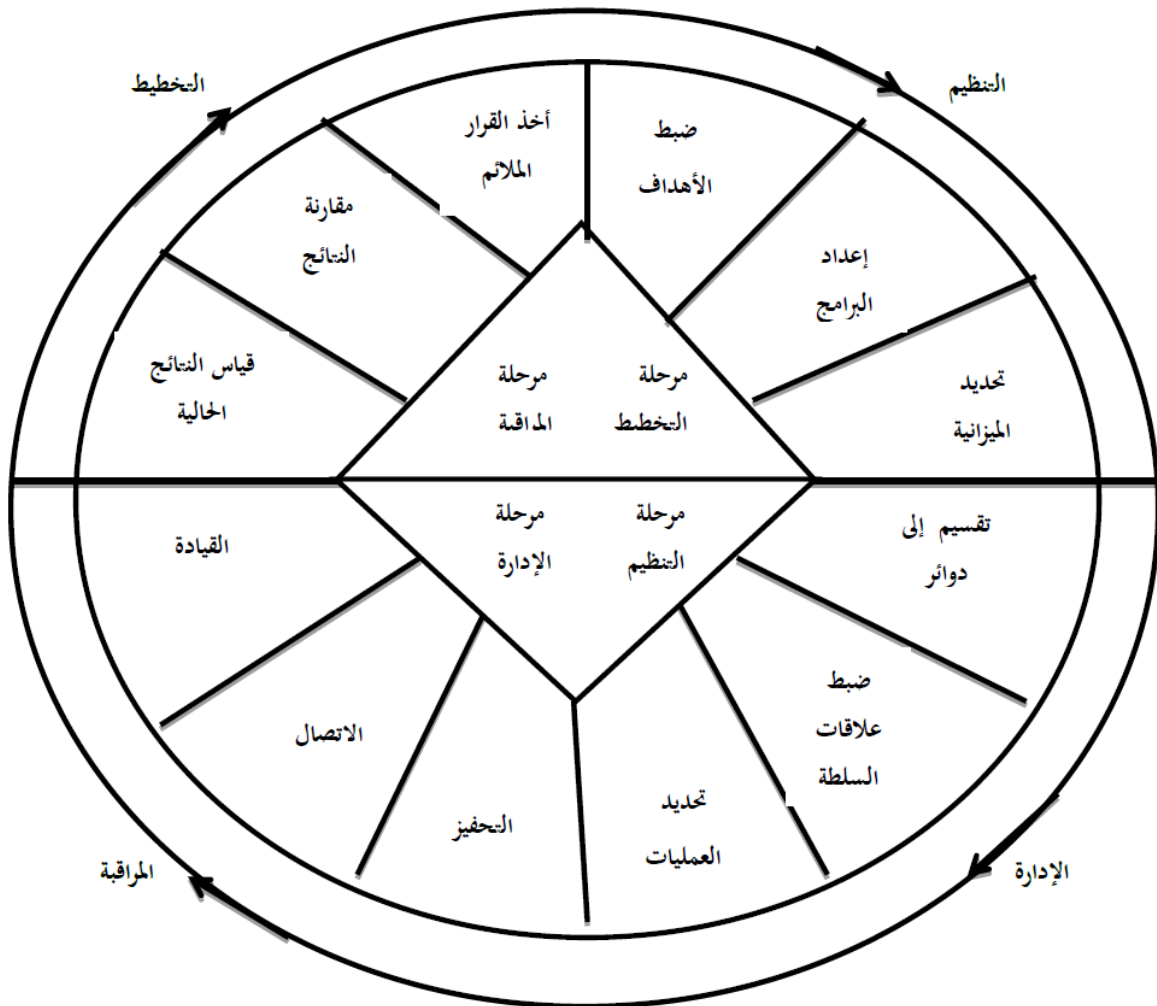 التنظيم
التخطيط
ضبط
الأهداف
أخذ القرار
الملائم
إعداد
البرامج
مقارنة
النتائج
تحديد
الميزانية
مرحلة
التخطيط
مرحلة
المراقبة
قياس النتائج
الحالية
تقسيم إلى
دوائر
مرحلة
التنظيم
مرحلة
الإدارة
القيادة
ضبط
علاقات
السلطة
الاتصال
تحديد
العمليات
التحفيز
الإدارة
المراقبة